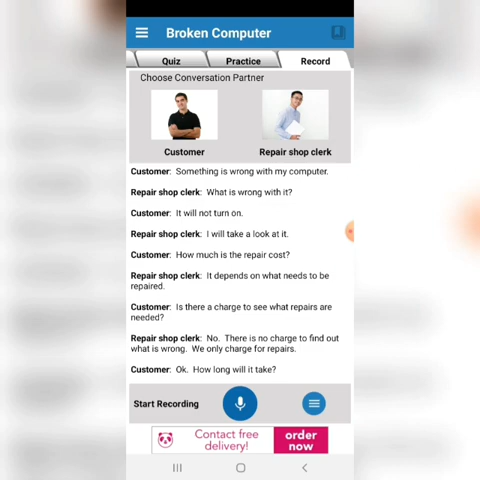 Broken Computer
Quiz
Practice
Record
Choose Conversation Partner
Customer
Repair shop clerk
Customer: Something is wrong with my computer.
Repair shop clerk: What is wrong with it?
Customer: It will not turn on.
Repair shop clerk: I will take a look at it.
Customer: How much is the repair cost?
Repair shop clerk: It depends on what needs to be
repaired.
Customer: Is there a charge to see what repairs are
needed?
Repair shop clerk: No. There is no charge to find out
what is wrong. We only charge for repairs.
Customer: Ok. How long will it take?
Start Recording
Contact free
delivery!
order
now